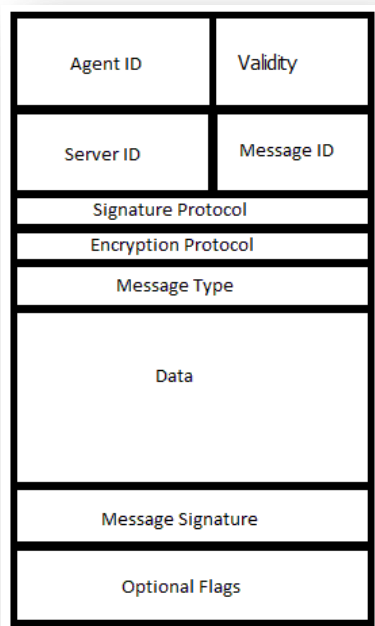 Agent ID
Validity
Server ID
Message ID
Signature Protocol
Encryption Protocol
Message Type
Data
Message Signature
Optional Flags